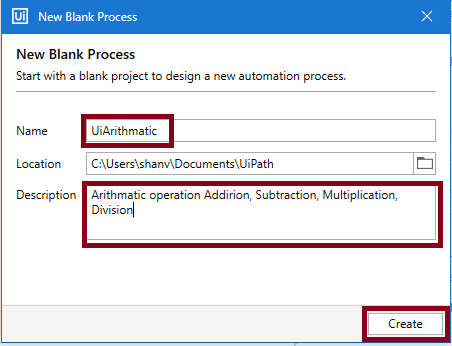 Ui New Blank Process
New Blank Process
Start with a blank project to design a new automation process.
Name UiArithmatic
Location C:\Users\shanv\Documents\UiPath
Description Arithmatic operation Addirion, Subtraction, Multiplication,
Division
Create